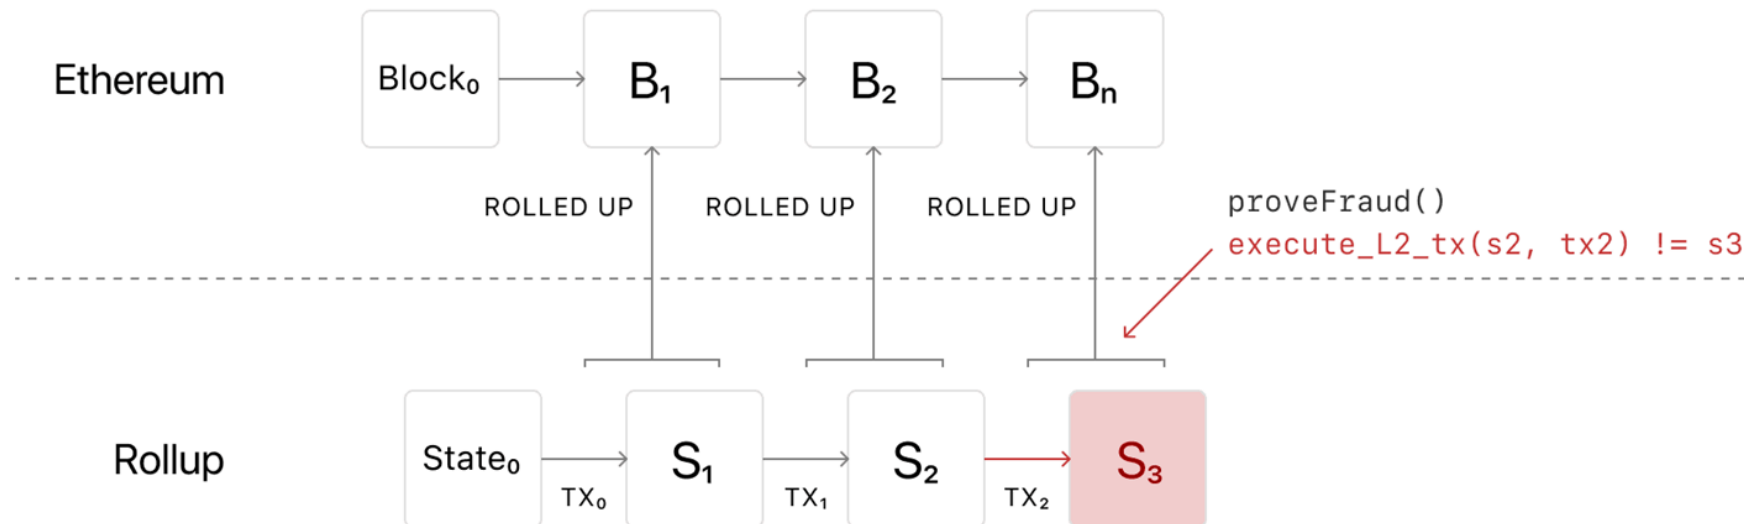 Ethereum
Block₀
B₁
B₂
Bₙ
ROLLED UP
ROLLED UP
ROLLED UP
proveFraud()
execute_L2_tx(s2, tx2) != s3
Rollup
State₀
TX₀
S₁
TX₁
S₂
TX₂
S₃